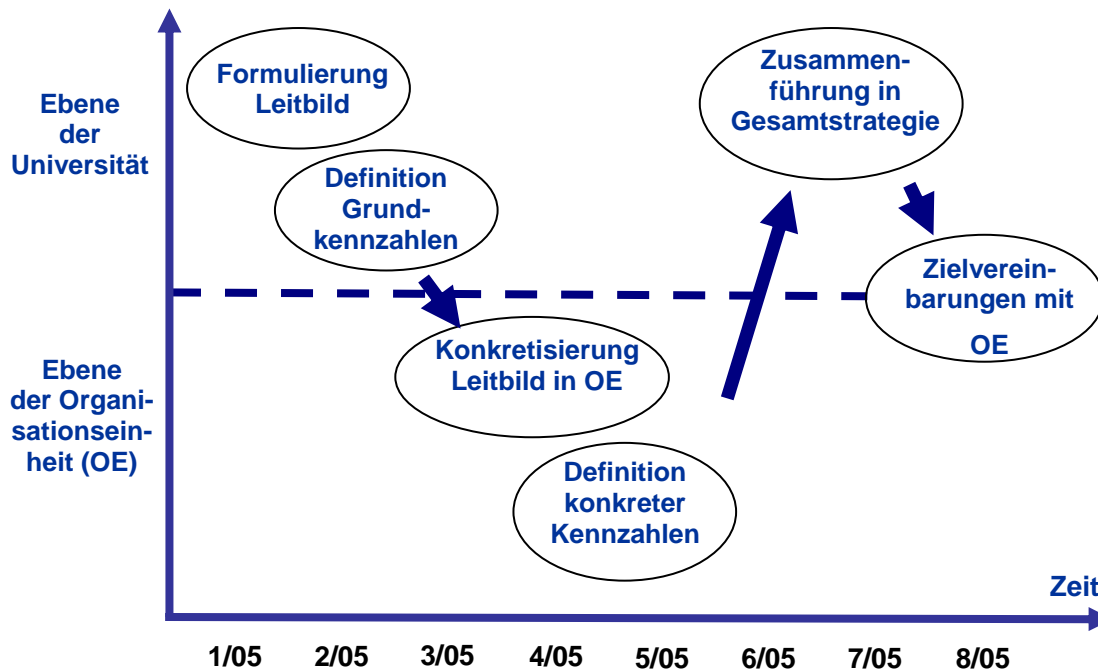 Ebene
der
Universität
Formulierung
Leitbild
Definition
Grund-
kennzahlen
Zusammen-
führung in
Gesamtstrategie
Zielverein-
barungen mit
OE
Ebene
der Organi-
sationsein-
heit (OE)
Konkretisierung
Leitbild in OE
Definition
konkreter
Kennzahlen
Zeit
1/05 2/05 3/05 4/05 5/05 6/05 7/05 8/05